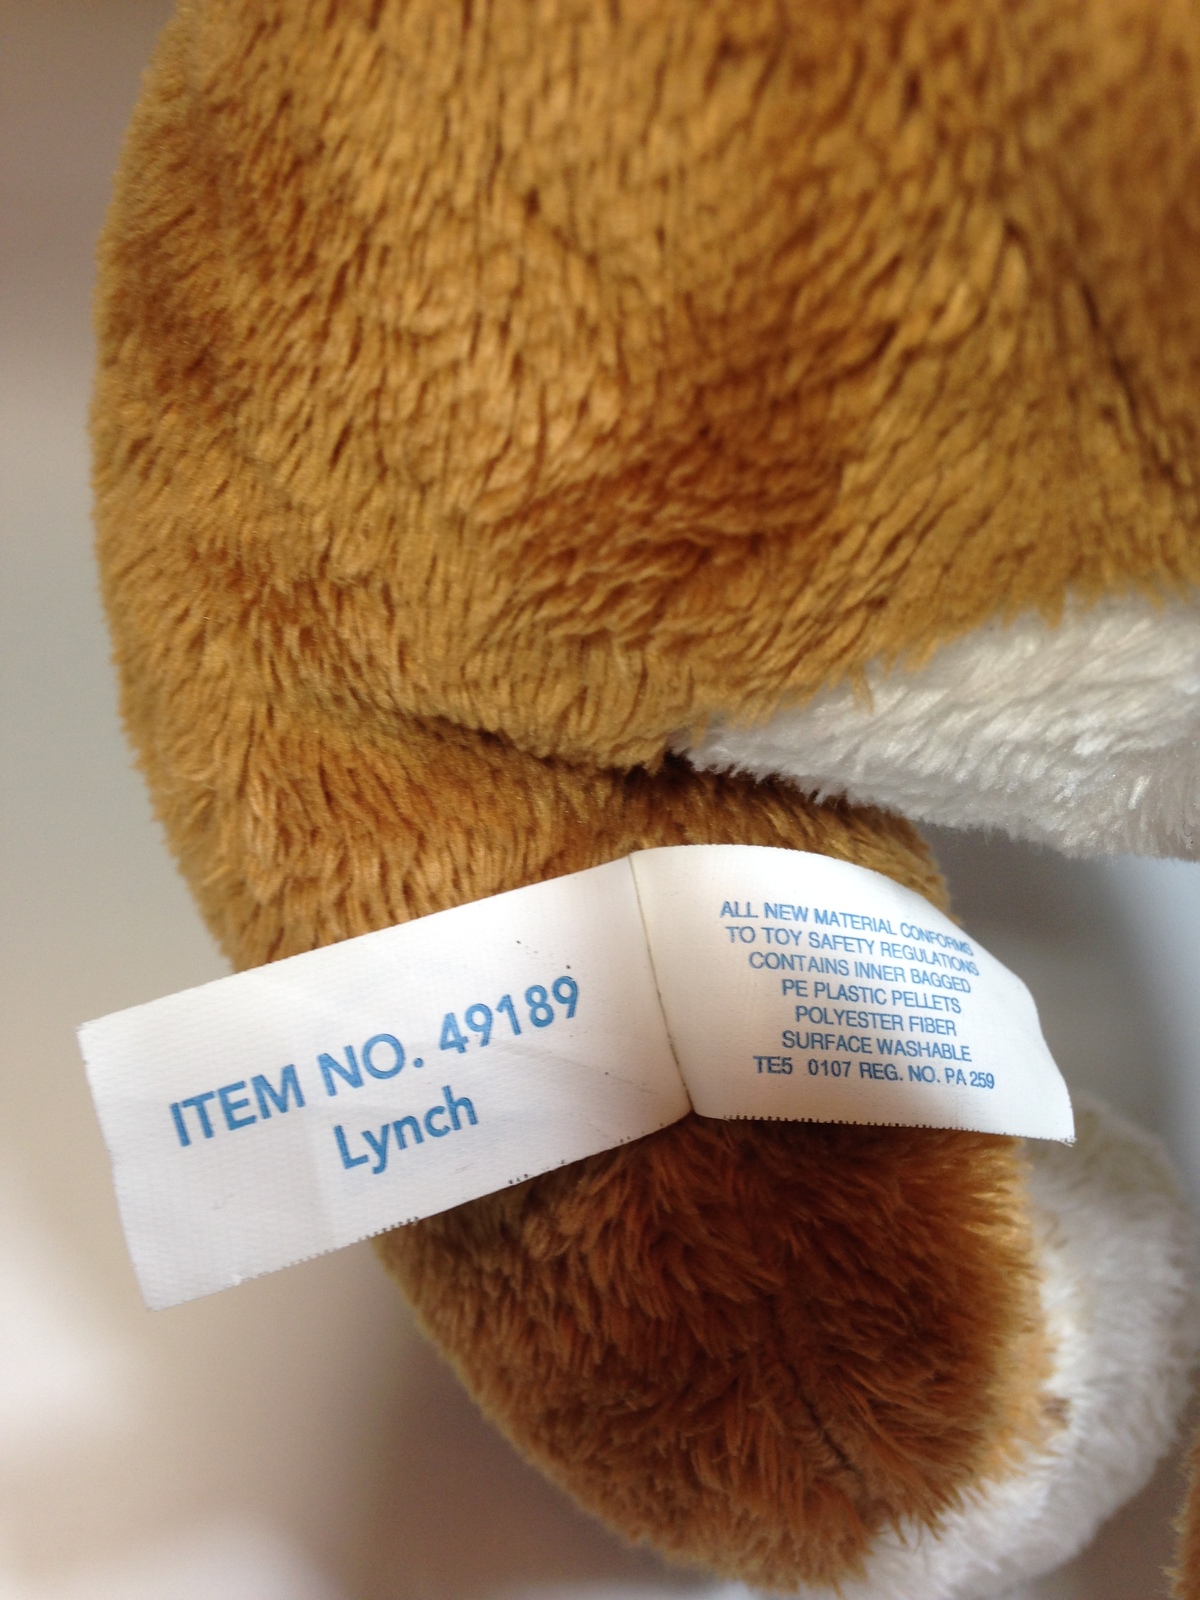 ITEM NO. 49189
Lynch
ALL NEW MATERIAL CONFORMS
TO TOY SAFETY REGULATIONS
CONTAINS INNER BAGGED
PE PLASTIC PELLETS
POLYESTER FIBER
SURFACE WASHABLE
TE5 0107 REG. NO. PA 259